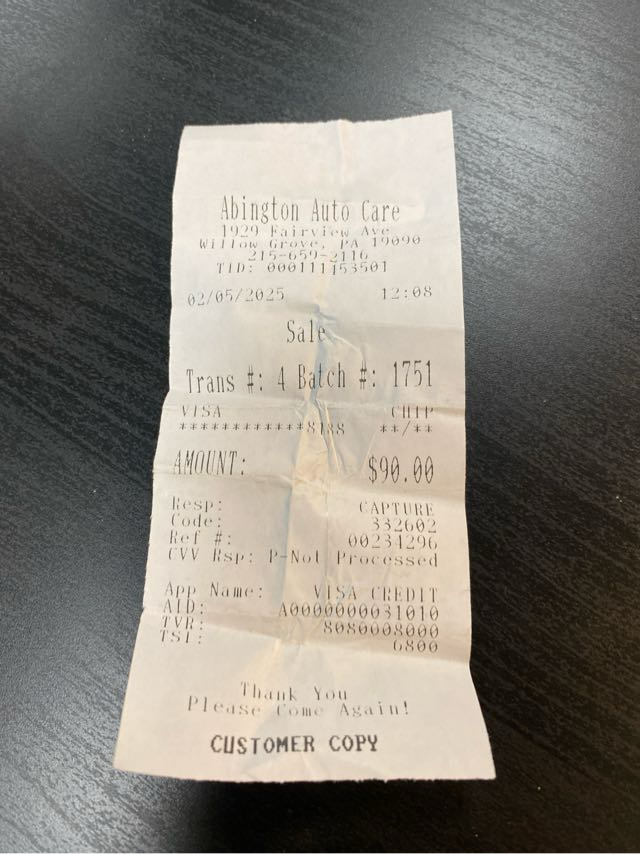 Abington Auto Care
1929 Fairview Ave
Willow Grove, PA 19090
215-659-2116
TID: 000111153501
02/05/2025 12:08
Sale
Trans #: 4 Batch #: 1751
VISA CHIP
************8188 **/**
AMOUNT: $90.00
Resp: CAPTURE
Code: 332602
Ref #: 00234296
CVV Rsp: P-Not Processed
App Name: VISA CREDIT
AID: A0000000031010
TVR: 8080008000
TSI: 6800
Thank You
Please Come Again!
CUSTOMER COPY